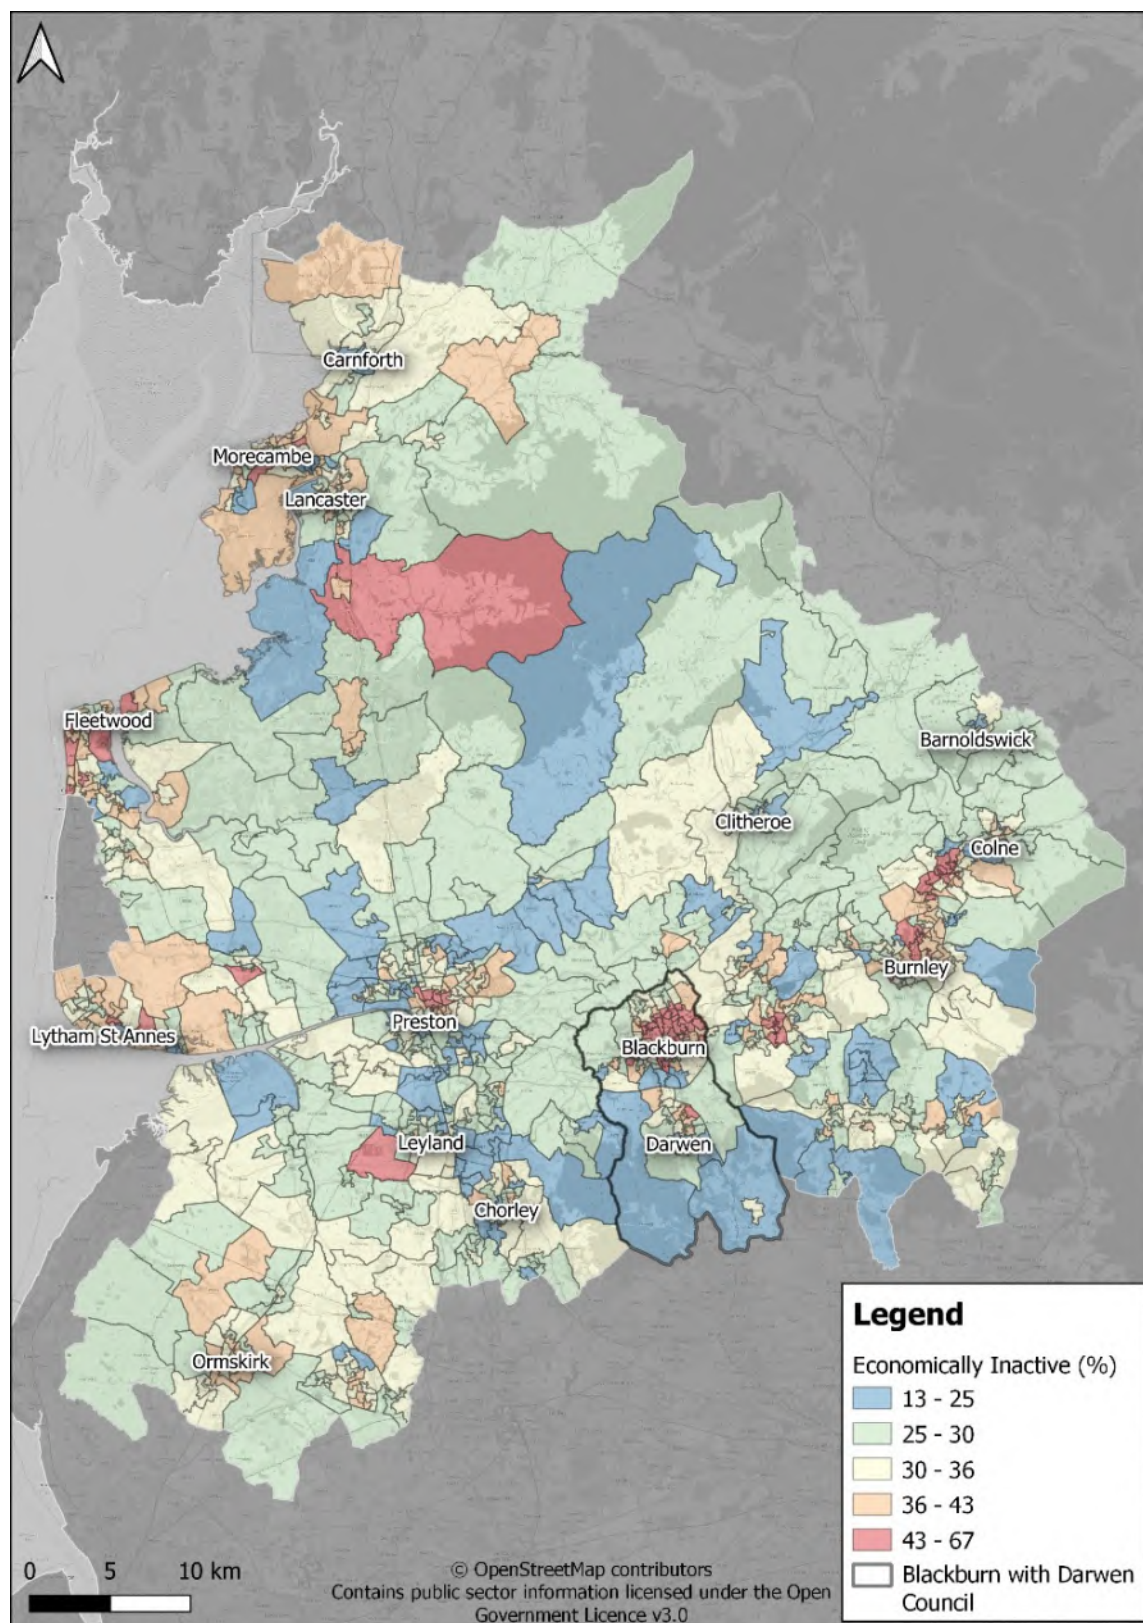 Carnforth
Morecambe
Lancaster
Fleetwood
Barnoldswick
Clitheroe
Colne
Burnley
Preston
Lytham St Annes
Blackburn
Leyland
Darwen
Chorley
Ormskirk
Legend
Economically Inactive (%)
13 - 25
25 - 30
30 - 36
36 - 43
43 - 67
Blackburn with Darwen
Council
0 5 10 km
© OpenStreetMap contributors
Contains public sector information licensed under the Open
Government Licence v3.0